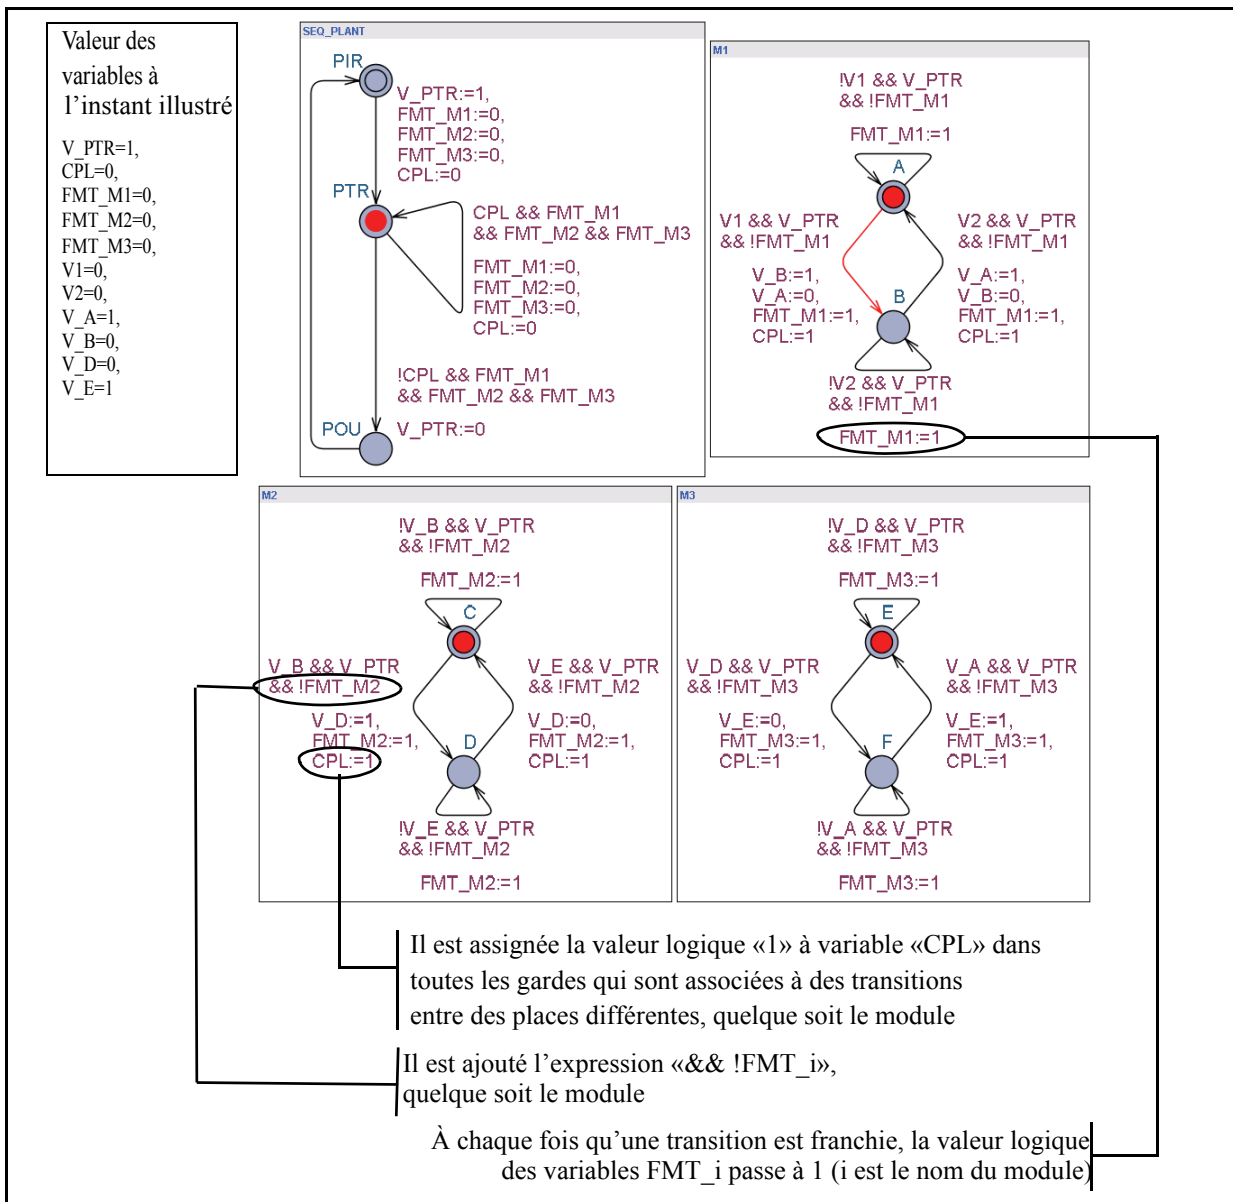 Valeur des
variables à
l'instant illustré
V_PTR=1,
CPL=0,
FMT_M1=0,
FMT_M2=0,
FMT_M3=0,
V1=0,
V2=0,
V_A=1,
V_B=0,
V_D=0,
V_E=1
SEQ_PLANT
PIR
V_PTR:=1,
FMT_M1:=0,
FMT_M2:=0,
FMT_M3:=0,
CPL:=0
PTR
CPL && FMT_M1
&& FMT_M2 && FMT_M3
FMT_M1:=0,
FMT_M2:=0,
FMT_M3:=0,
CPL:=0
!CPL && FMT_M1
&& FMT_M2 && FMT_M3
POU
V_PTR:=0
M1
!V1 && V_PTR
&& !FMT_M1
FMT_M1:=1
A
V1 && V_PTR
&& !FMT_M1
V_B:=1,
V_A:=0,
FMT_M1:=1,
CPL:=1
V2 && V_PTR
&& !FMT_M1
V_A:=1,
V_B:=0,
FMT_M1:=1,
CPL:=1
B
!V2 && V_PTR
&& !FMT_M1
FMT_M1:=1
M2
!V_B && V_PTR
&& !FMT_M2
FMT_M2:=1
C
V_B && V_PTR
&& !FMT_M2
V_D:=1,
FMT_M2:=1,
CPL:=1
V_E && V_PTR
&& !FMT_M2
V_D:=0,
FMT_M2:=1,
CPL:=1
D
!V_E && V_PTR
&& !FMT_M2
FMT_M2:=1
M3
!V_D && V_PTR
&& !FMT_M3
FMT_M3:=1
E
V_D && V_PTR
&& !FMT_M3
V_E:=0,
FMT_M3:=1,
CPL:=1
V_A && V_PTR
&& !FMT_M3
V_E:=1,
FMT_M3:=1,
CPL:=1
F
!V_A && V_PTR
&& !FMT_M3
FMT_M3:=1
Il est assignée la valeur logique «1» à variable «CPL» dans
toutes les gardes qui sont associées à des transitions
entre des places différentes, quelque soit le module
Il est ajouté l'expression «&& !FMT_i»,
quelque soit le module
À chaque fois qu'une transition est franchie, la valeur logique
des variables FMT_i passe à 1 (i est le nom du module)